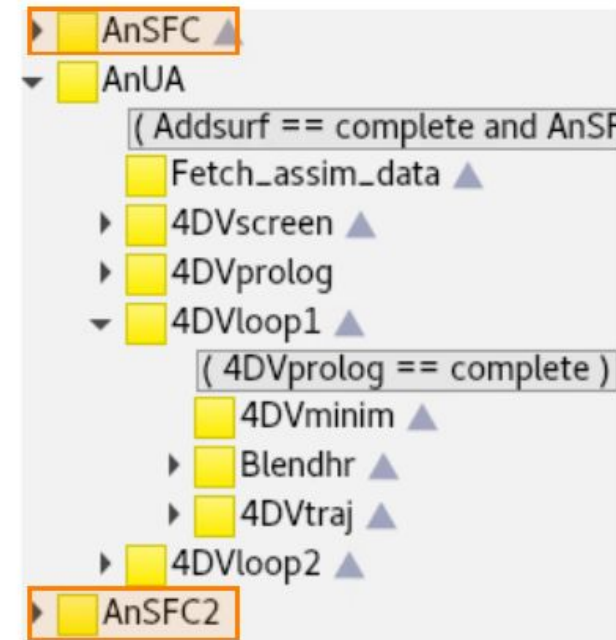 AnSFC
AnUA
( Addsurf == complete and AnSF
Fetch_assim_data
4DVscreen
4DVprolog
4DVloop1
( 4DVprolog == complete )
4DVminim
Blendhr
4DVtraj
4DVloop2
AnSFC2